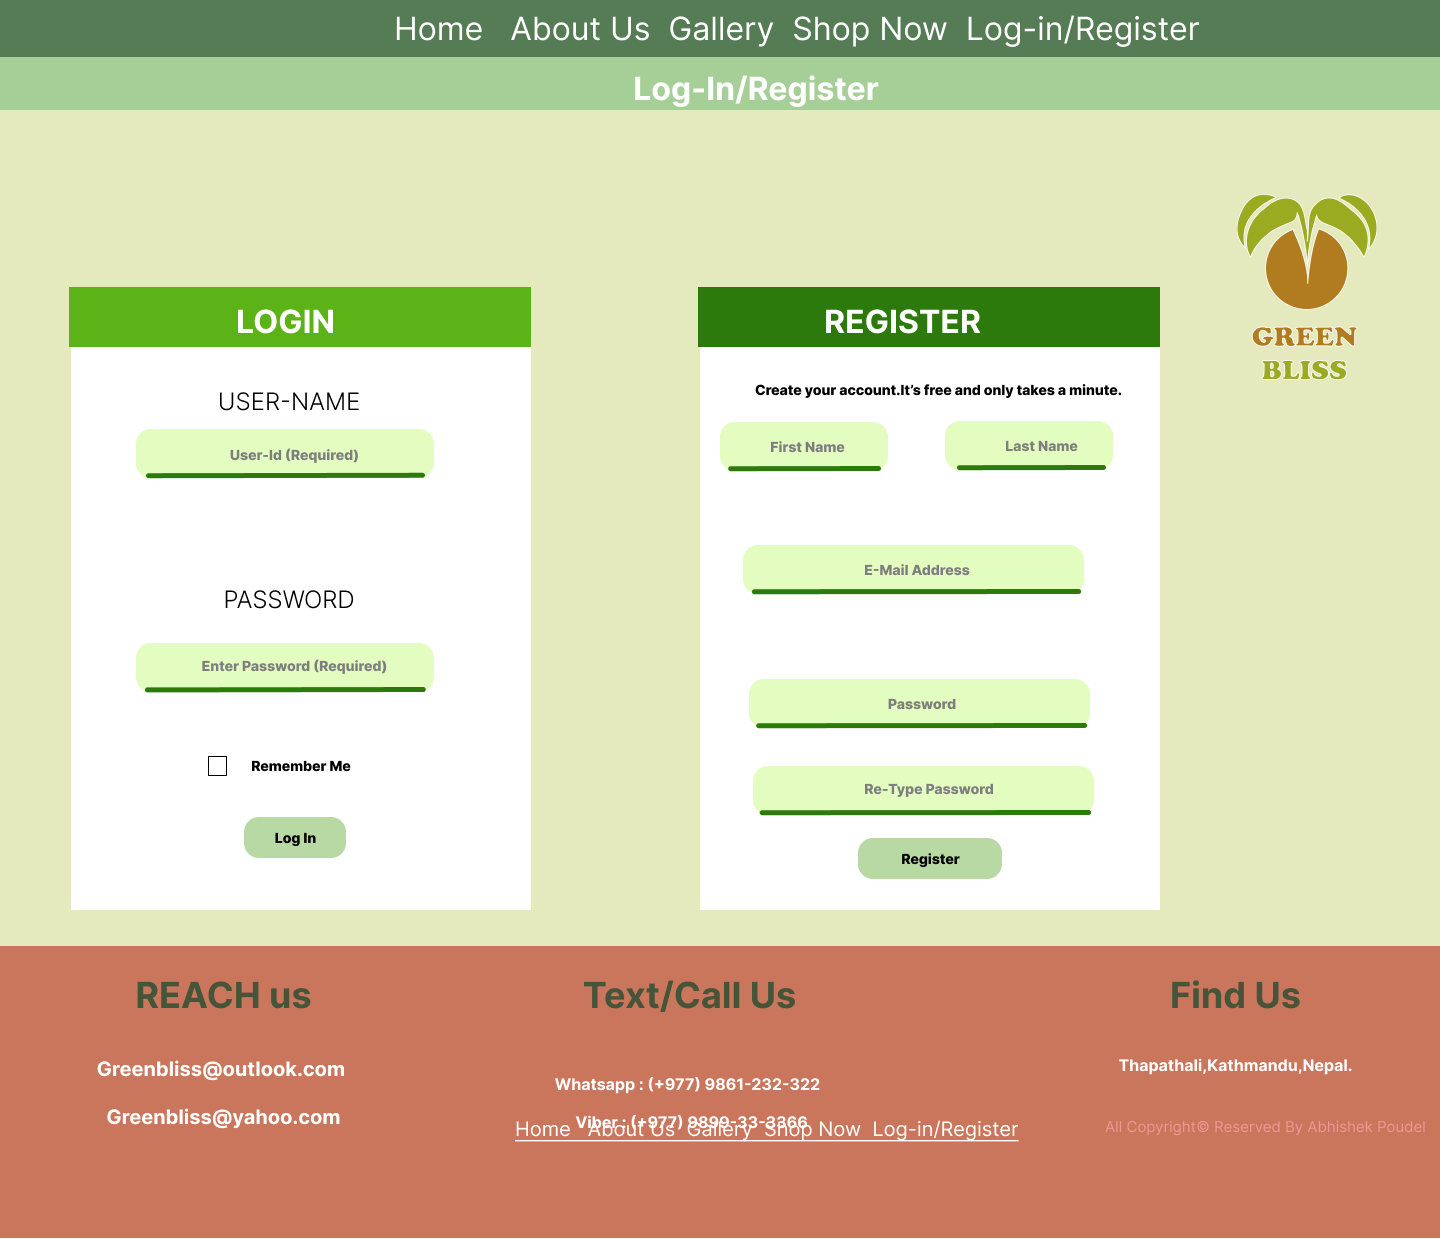 Home About Us Gallery Shop Now Log-in/Register
Log-In/Register
GREEN
BLISS
LOGIN
USER-NAME
User-Id (Required)
PASSWORD
Enter Password (Required)
Remember Me
Log In
REGISTER
Create your account.It’s free and only takes a minute.
First Name Last Name
E-Mail Address
Password
Re-Type Password
Register
REACH us
Greenbliss@outlook.com
Greenbliss@yahoo.com
Text/Call Us
Whatsapp : (+977) 9861-232-322
Viber : (+977) 9899-33-3366
Home About Us Gallery Shop Now Log-in/Register
Find Us
Thapathali,Kathmandu,Nepal.
All Copyright© Reserved By Abhishek Poudel